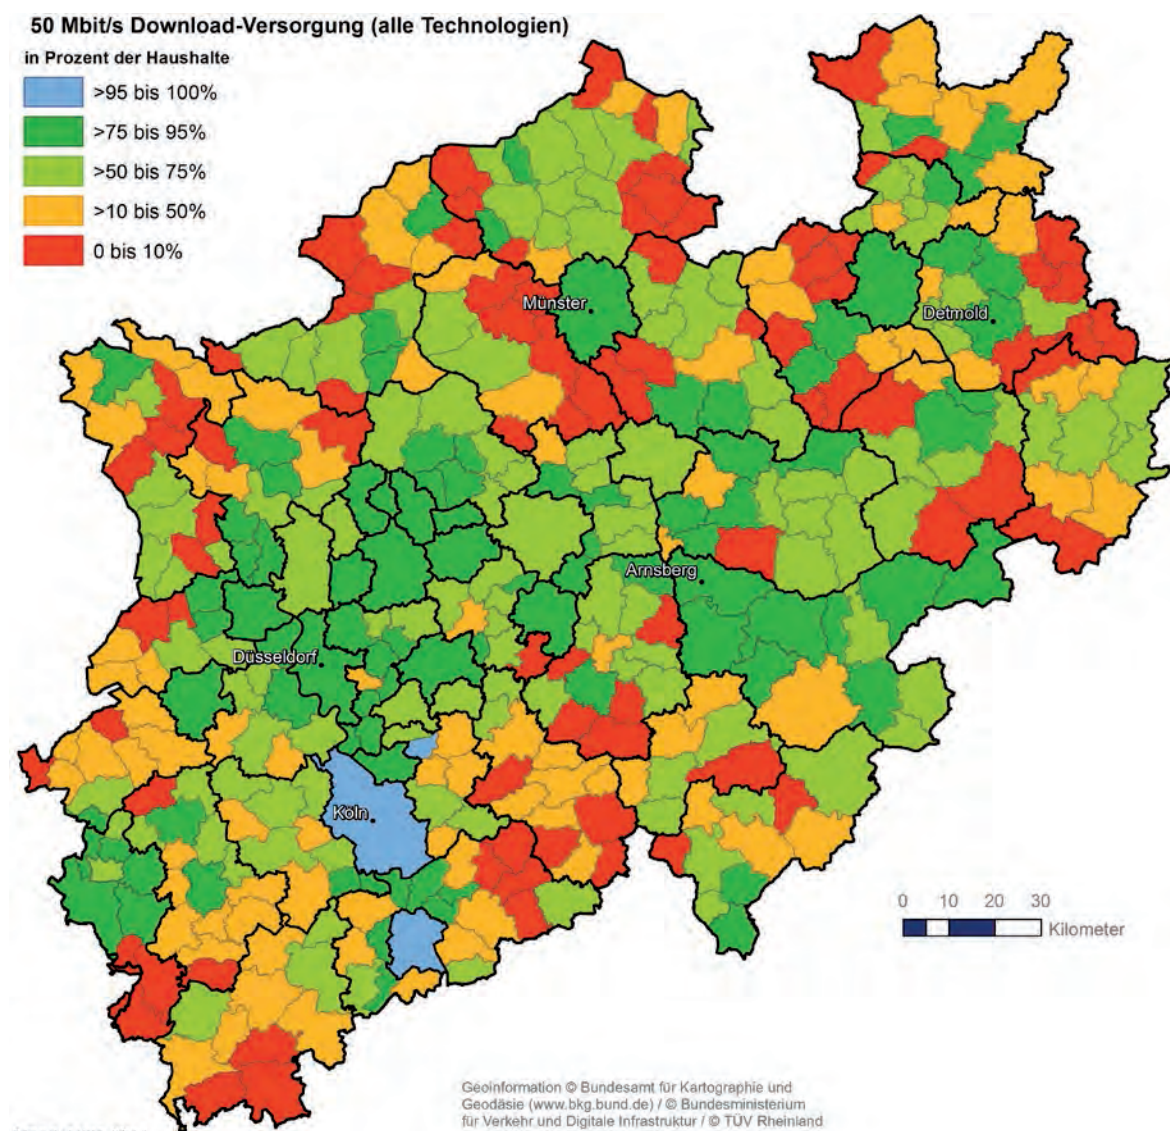 50 Mbit/s Download-Versorgung (alle Technologien)
in Prozent der Haushalte
>95 bis 100%
>75 bis 95%
>50 bis 75%
>10 bis 50%
0 bis 10%
Münster
Detmold
Arnsberg
Düsseldorf
Köln
0 10 20 30
Kilometer
Geoinformation © Bundesamt für Kartographie und
Geodäsie (www.bkg.bund.de) / © Bundesministerium
für Verkehr und Digitale Infrastruktur / © TÜV Rheinland